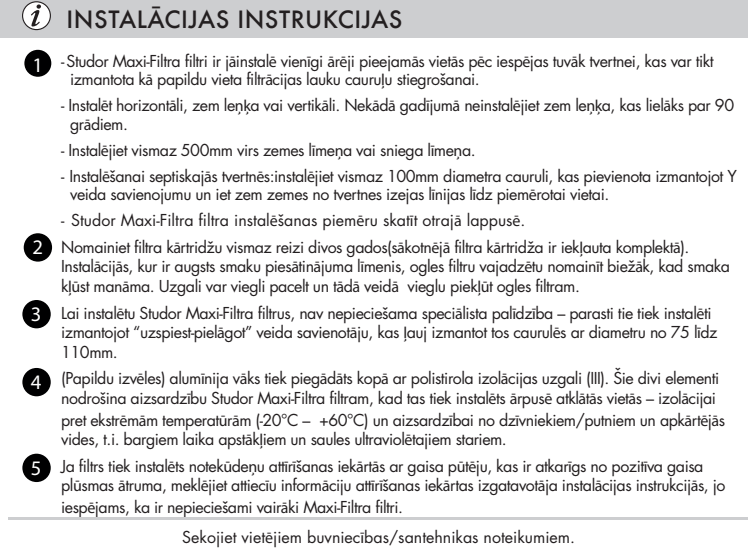 i INSTALĀCIJAS INSTRUKCIJAS
1 - Studor Maxi-Filtra filtri ir jāinstalē vienīgi ārēji pieejamās vietās pēc iespējas tuvāk tvertnei, kas var tikt
izmantota kā papildu vieta filtrācijas lauku cauruļu stiegrošanai.
- Instalēt horizontāli, zem leņķa vai vertikāli. Nekādā gadījumā neinstalējiet zem leņķa, kas lielāks par 90
grādiem.
- Instalējiet vismaz 500mm virs zemes līmeņa vai sniega līmeņa.
- Instalēšanai septiskajās tvertnēs:instalējiet vismaz 100mm diametra cauruli, kas pievienota izmantojot Y
veida savienojumu un iet zem zemes no tvertnes izejas līnijas līdz piemērotai vietai.
- Studor Maxi-Filtra filtra instalēšanas piemēru skatīt otrajā lappusē.
2 Nomainiet filtra kārtridžu vismaz reizi divos gados(sākotnējā filtra kārtridža ir iekļauta komplektā).
Instalācijās, kur ir augsts smaku piesātinājuma līmenis, ogles filtru vajadzētu nomainīt biežāk, kad smaka
kļūst manāma. Uzgali var viegli pacelt un tādā veidā vieglu piekļūt ogles filtram.
3 Lai instalētu Studor Maxi-Filtra filtrus, nav nepieciešama speciālista palīdzība – parasti tie tiek instalēti
izmantojot "uzspiest-pielāgot" veida savienotāju, kas ļauj izmantot tos caurulēs ar diametru no 75 līdz
110mm.
4 (Papildu izvēles) alumīnija vāks tiek piegādāts kopā ar polistirola izolācijas uzgali (III). Šie divi elementi
nodrošina aizsardzību Studor Maxi-Filtra filtram, kad tas tiek instalēts ārpusē atklātās vietās – izolācijai
pret ekstrēmām temperatūrām (-20°C – +60°C) un aizsardzībai no dzīvniekiem/putniem un apkārtējās
vides, t.i. bargiem laika apstākļiem un saules ultravioletajiem stariem.
5 Ja filtrs tiek instalēts notekūdeņu attīrīšanas iekārtās ar gaisa pūtēju, kas ir atkarīgs no pozitīva gaisa
plūsmas ātruma, meklējiet attiecīu informāciju attīrīšanas iekārtas izgatavotāja instalācijas instrukcijās, jo
iespējams, ka ir nepieciešami vairāki Maxi-Filtra filtri.
Sekojiet vietējiem buvniecības/santehnikas noteikumiem.